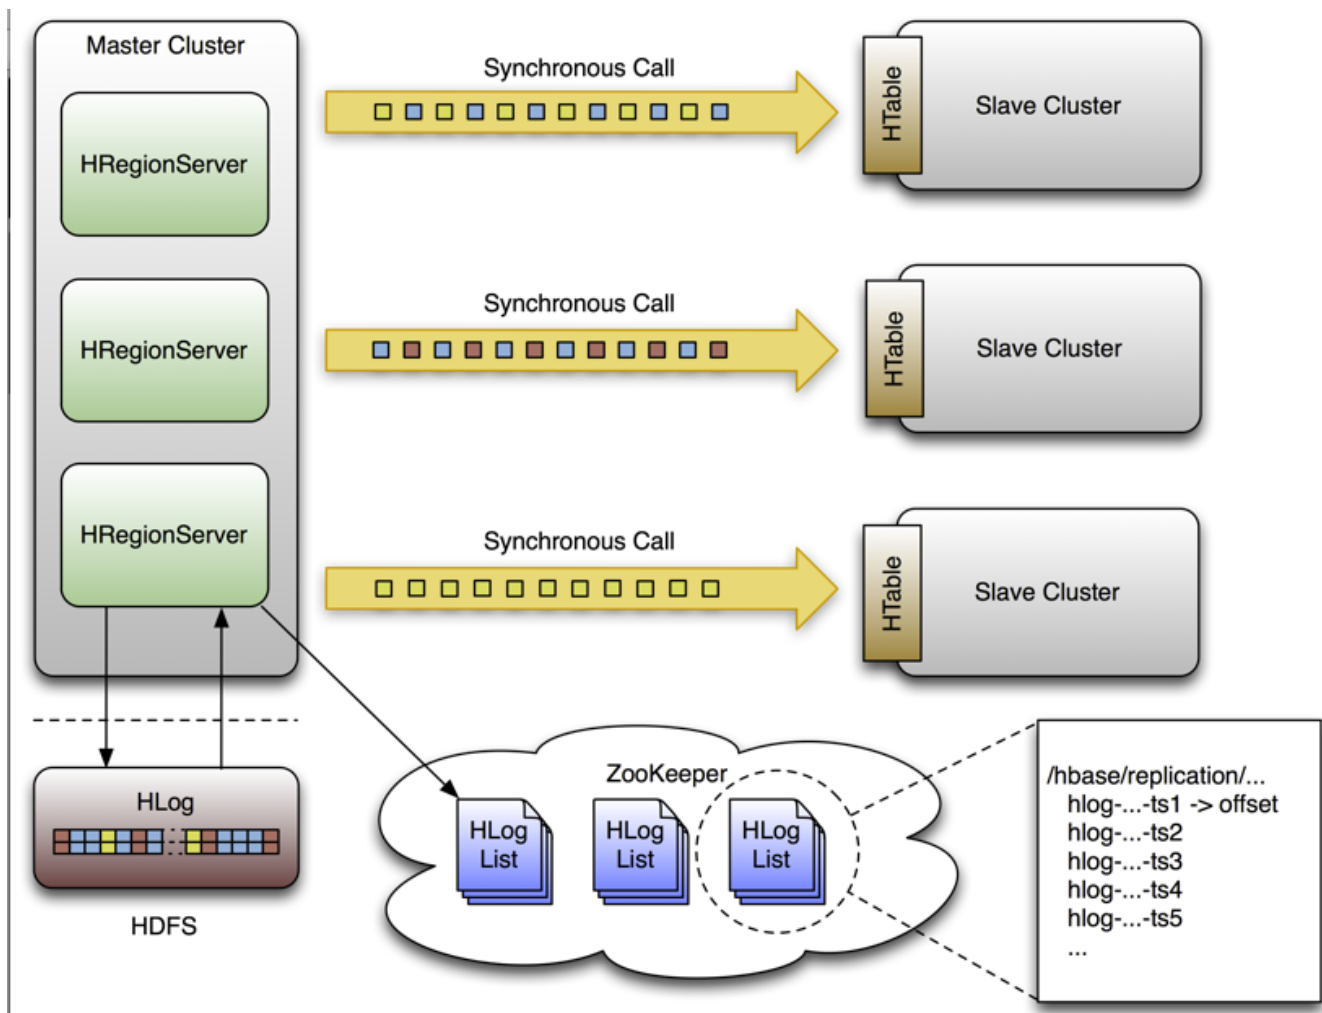 Master Cluster
HRegionServer
HRegionServer
HRegionServer
Synchronous Call
HTable
Slave Cluster
Synchronous Call
HTable
Slave Cluster
Synchronous Call
HTable
Slave Cluster
HLog
HDFS
ZooKeeper
HLog
List
HLog
List
HLog
List
/hbase/replication/...
hlog-...-ts1 -> offset
hlog-...-ts2
hlog-...-ts3
hlog-...-ts4
hlog-...-ts5
...